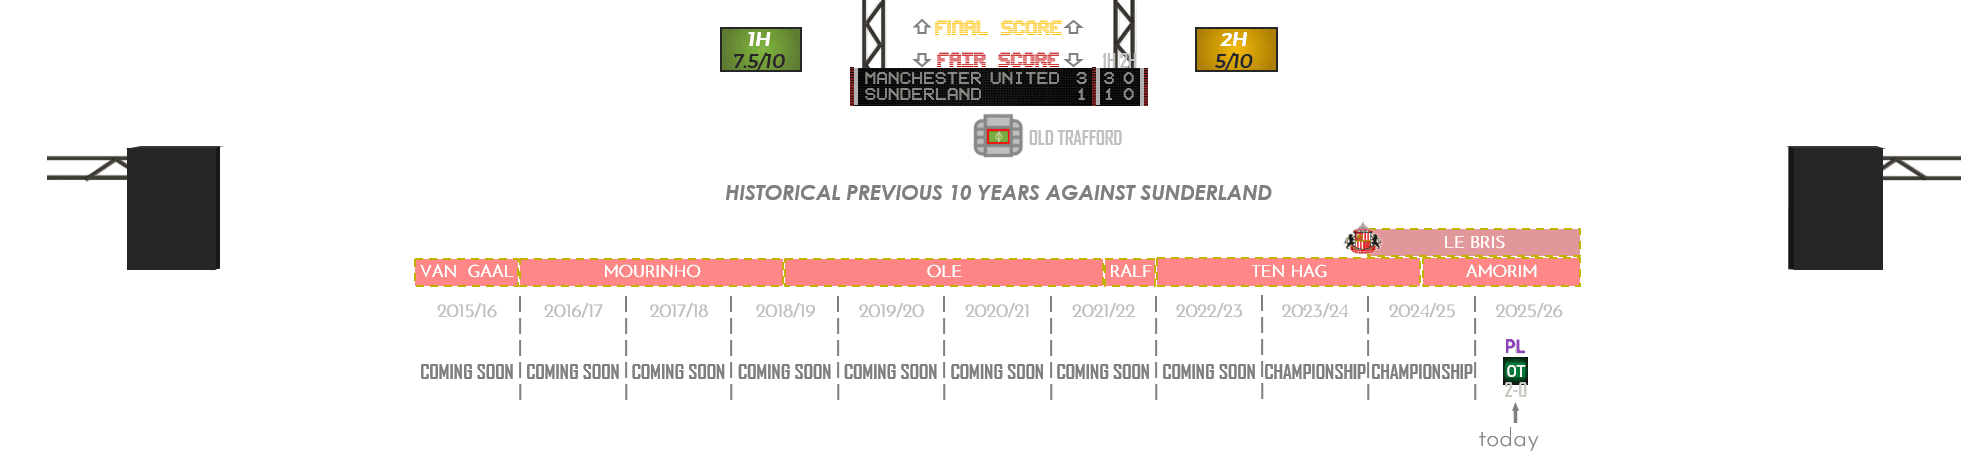 FINAL SCORE
1H
7.5/10
2H
5/10
FAIR SCORE
1H 2H
MANCHESTER UNITED 3 3 0
SUNDERLAND 1 1 0
OLD TRAFFORD
HISTORICAL PREVIOUS 10 YEARS AGAINST SUNDERLAND
LE BRIS
VAN GAAL MOURINHO OLE RALF TEN HAG AMORIM
2015/16 2016/17 2017/18 2018/19 2019/20 2020/21 2021/22 2022/23 2023/24 2024/25 2025/26
PL
COMING SOON COMING SOON COMING SOON COMING SOON COMING SOON COMING SOON COMING SOON COMING SOON CHAMPIONSHIP CHAMPIONSHIP OT
2-0
today